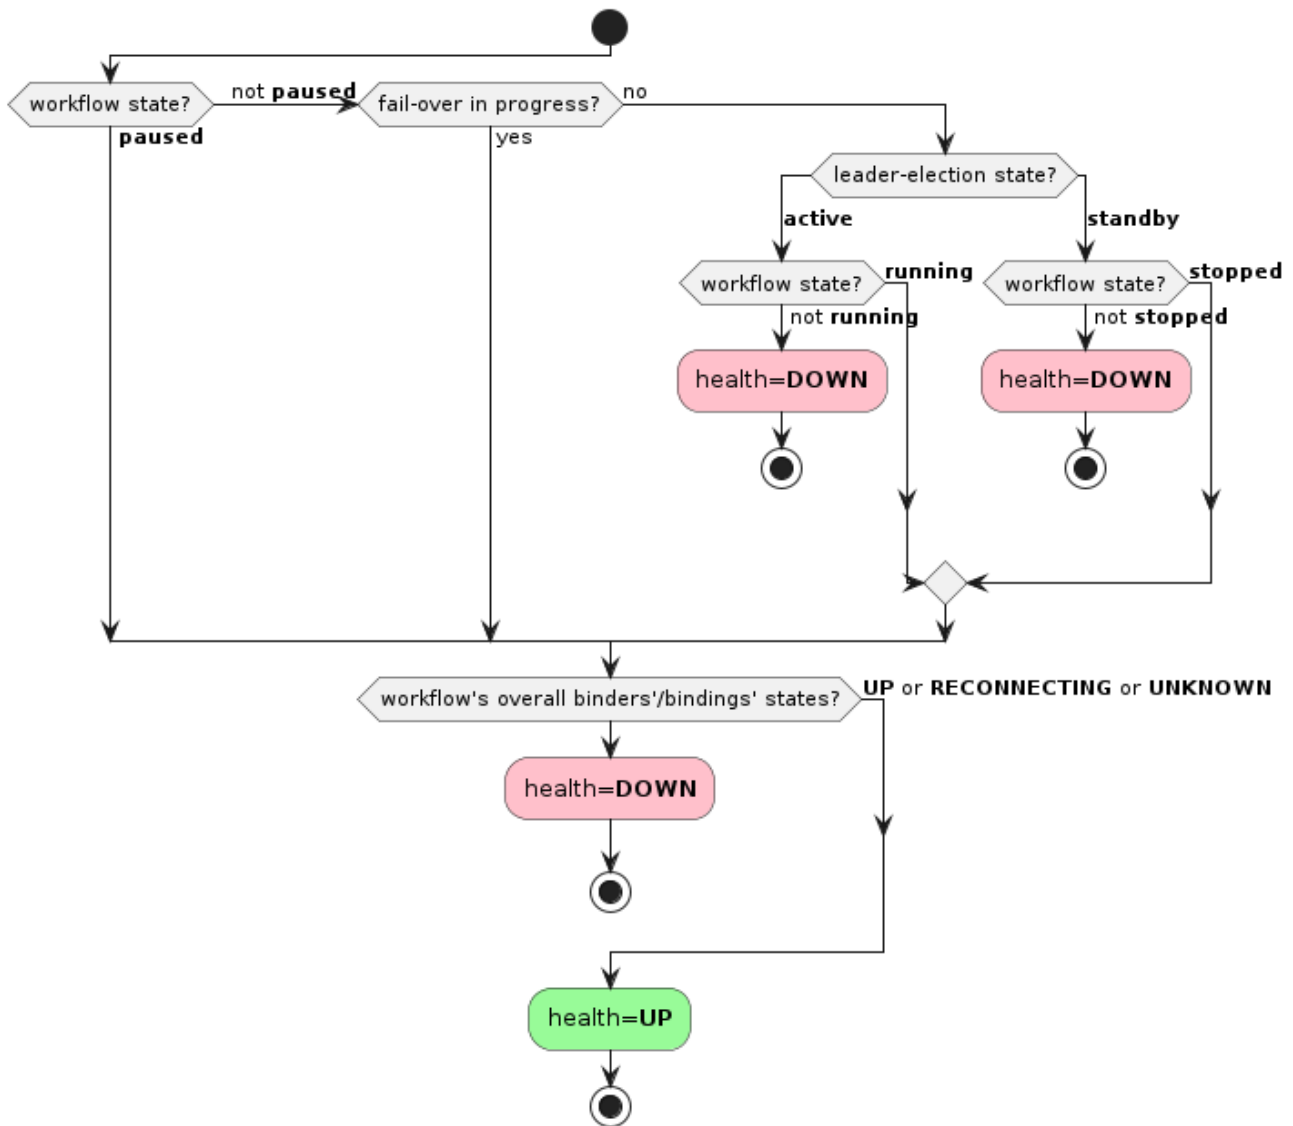 workflow state?
not paused
fail-over in progress?
no
paused
yes
leader-election state?
active
standby
workflow state?
running
workflow state?
stopped
not running
not stopped
health=DOWN
health=DOWN
workflow's overall binders'/bindings' states?
UP or RECONNECTING or UNKNOWN
health=DOWN
health=UP